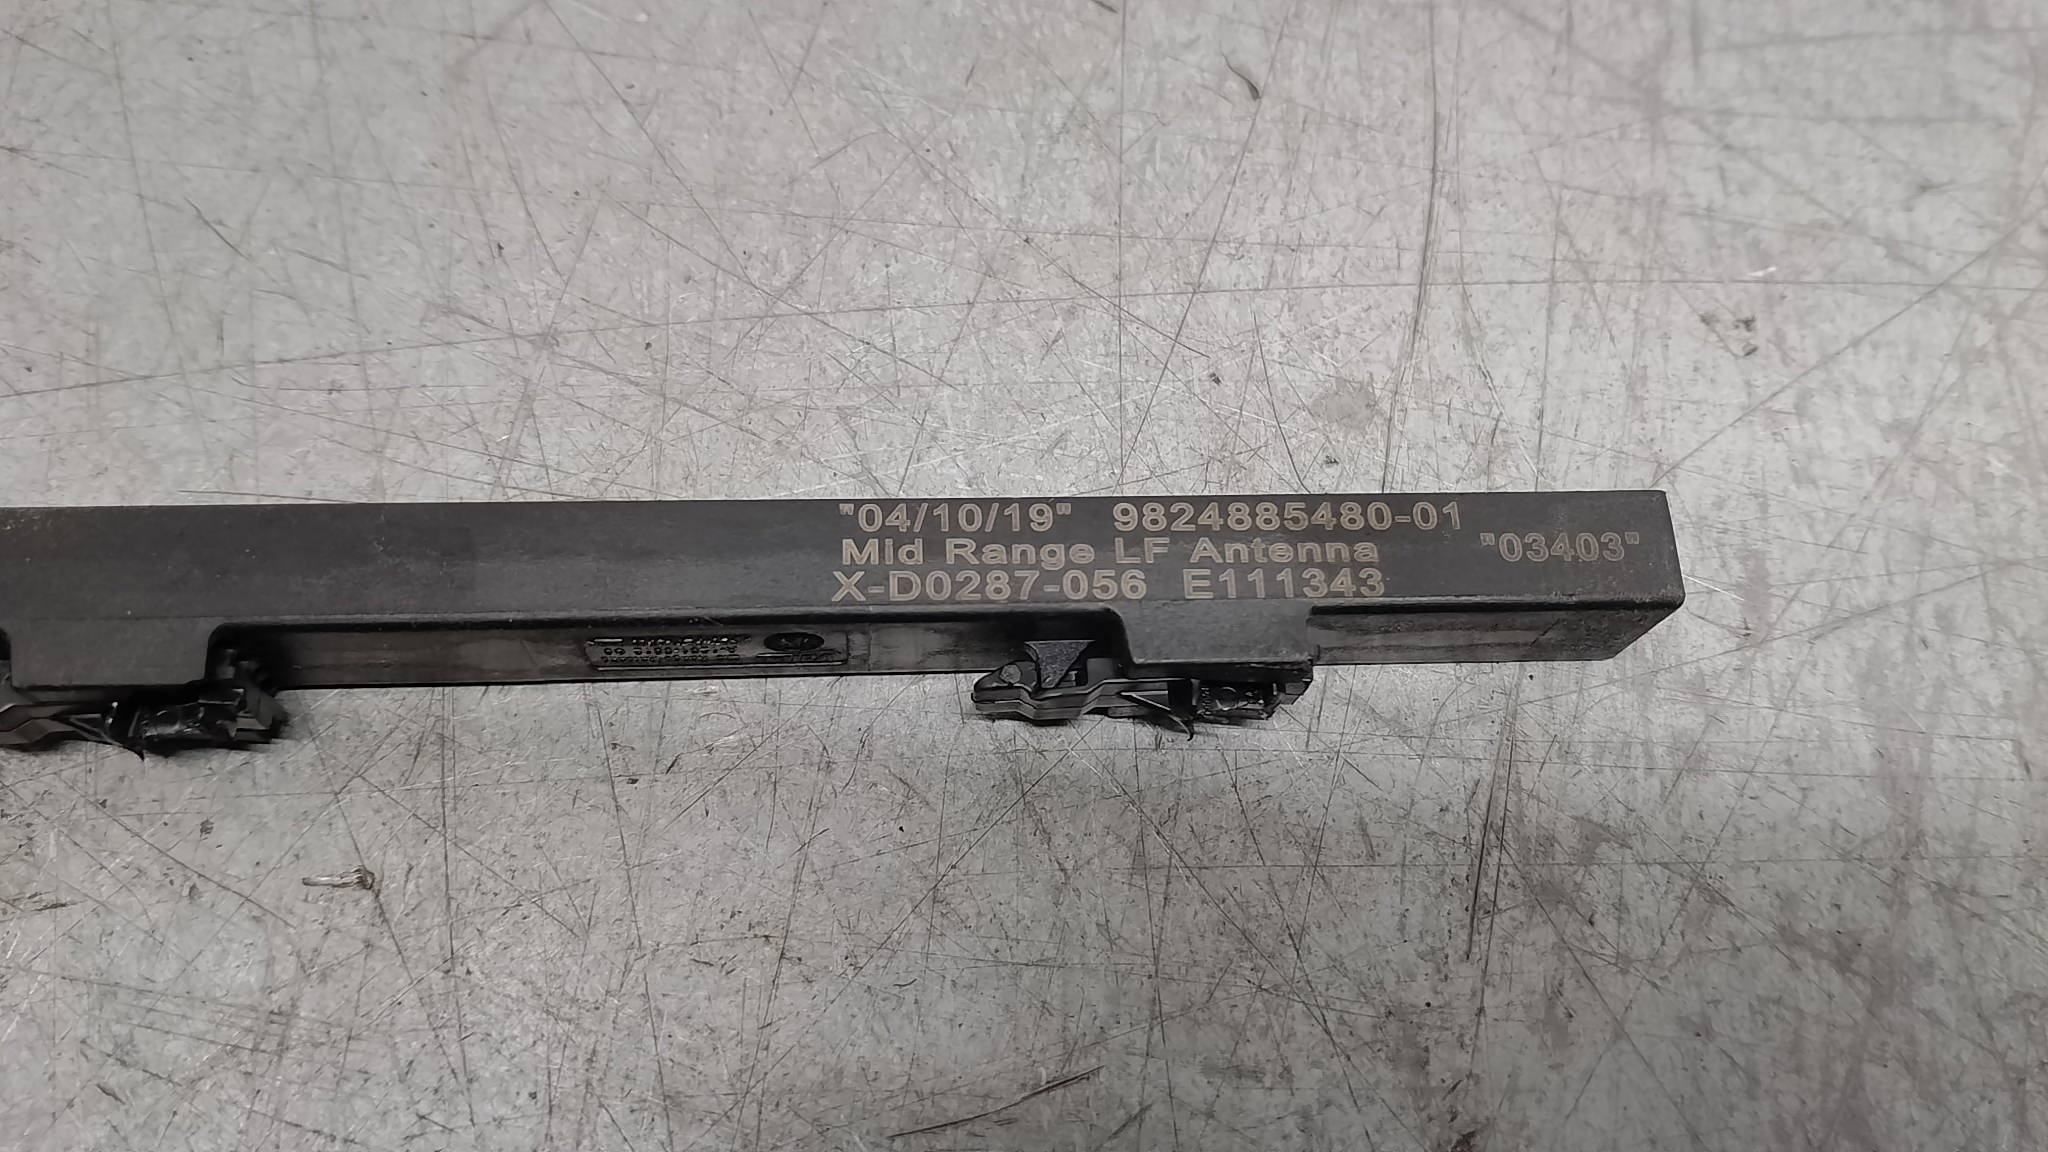 "04/10/19" 9824885480-01
Mid Range LF Antenna
X-D0287-056 E111343
"03403"